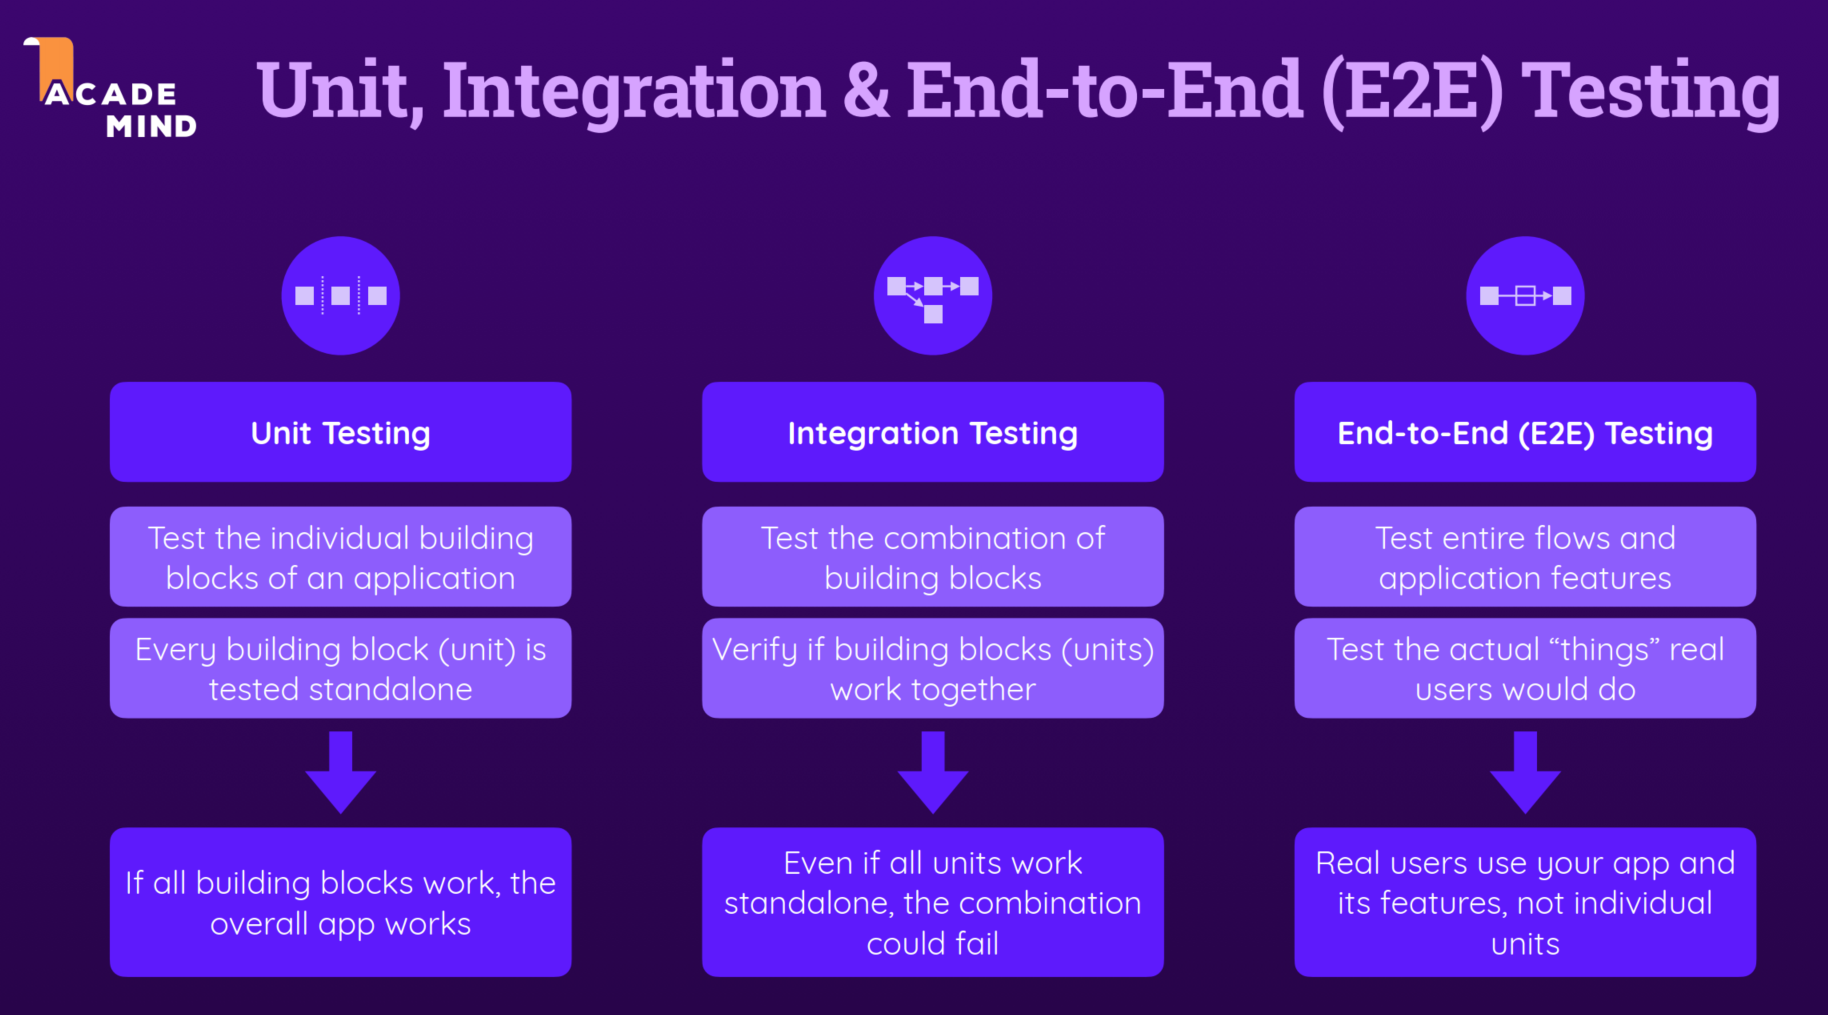 ACADE
MIND
Unit, Integration & End-to-End (E2E) Testing
Unit Testing
Test the individual building
blocks of an application
Every building block (unit) is
tested standalone
If all building blocks work, the
overall app works
Integration Testing
Test the combination of
building blocks
Verify if building blocks (units)
work together
Even if all units work
standalone, the combination
could fail
End-to-End (E2E) Testing
Test entire flows and
application features
Test the actual “things” real
users would do
Real users use your app and
its features, not individual
units